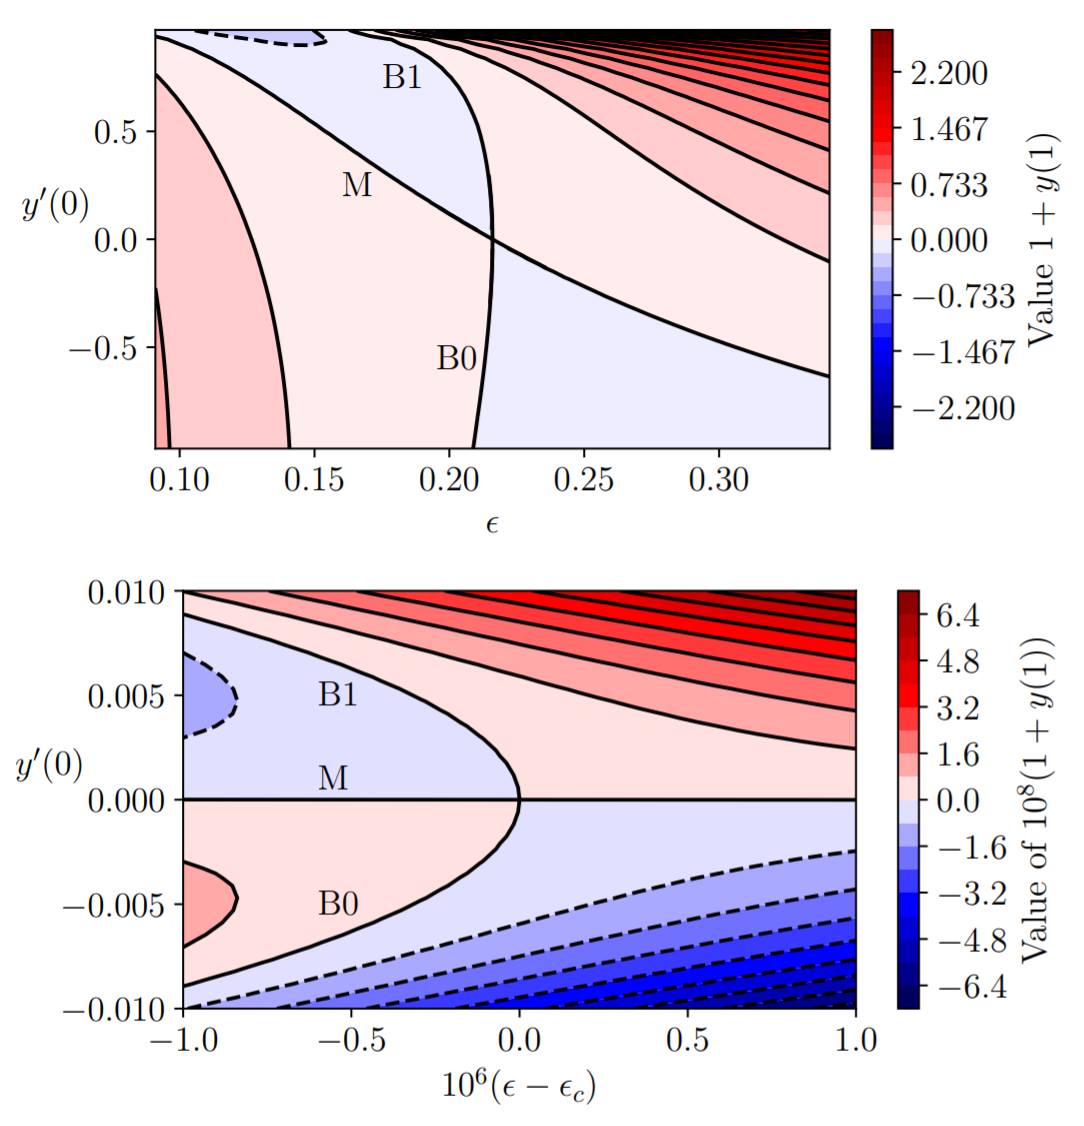 B1
M
B0
0.5
0.0
−0.5
y′(0)
0.10 0.15 0.20 0.25 0.30
ϵ
2.200
1.467
0.733
0.000
−0.733
−1.467
−2.200
Value 1 + y(1)
B1
M
B0
0.010
0.005
0.000
−0.005
−0.010
y′(0)
−1.0 −0.5 0.0 0.5 1.0
10⁶(ϵ − ϵ_c)
6.4
4.8
3.2
1.6
0.0
−1.6
−3.2
−4.8
−6.4
Value of 10⁸(1 + y(1))